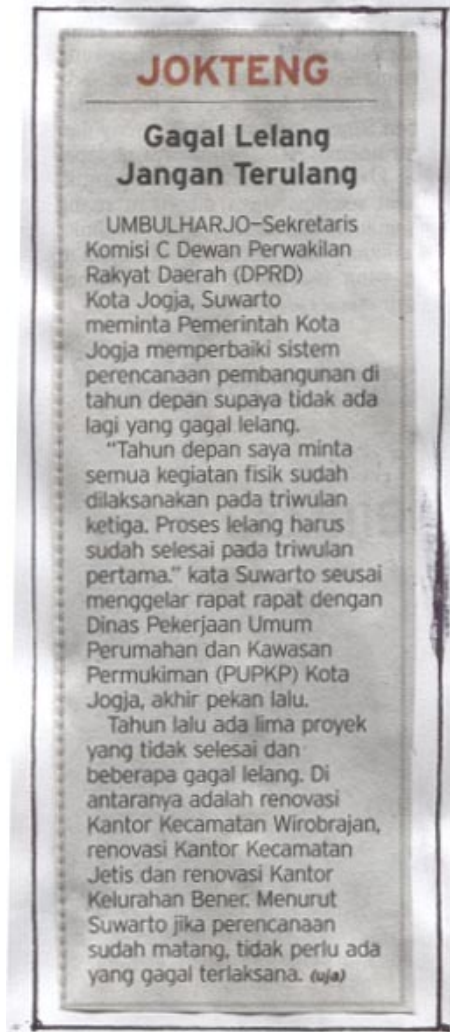 JOKTENG
Gagal Lelang
Jangan Terulang
UMBULHARJO–Sekretaris
Komisi C Dewan Perwakilan
Rakyat Daerah (DPRD)
Kota Jogja, Suwarto
meminta Pemerintah Kota
Jogja memperbaiki sistem
perencanaan pembangunan di
tahun depan supaya tidak ada
lagi yang gagal lelang.
"Tahun depan saya minta
semua kegiatan fisik sudah
dilaksanakan pada triwulan
ketiga. Proses lelang harus
sudah selesai pada triwulan
pertama." kata Suwarto seusai
menggelar rapat rapat dengan
Dinas Pekerjaan Umum
Perumahan dan Kawasan
Permukiman (PUPKP) Kota
Jogja, akhir pekan lalu.
Tahun lalu ada lima proyek
yang tidak selesai dan
beberapa gagal lelang. Di
antaranya adalah renovasi
Kantor Kecamatan Wirobrajan,
renovasi Kantor Kecamatan
Jetis dan renovasi Kantor
Kelurahan Bener. Menurut
Suwarto jika perencanaan
sudah matang, tidak perlu ada
yang gagal terlaksana. (uja)